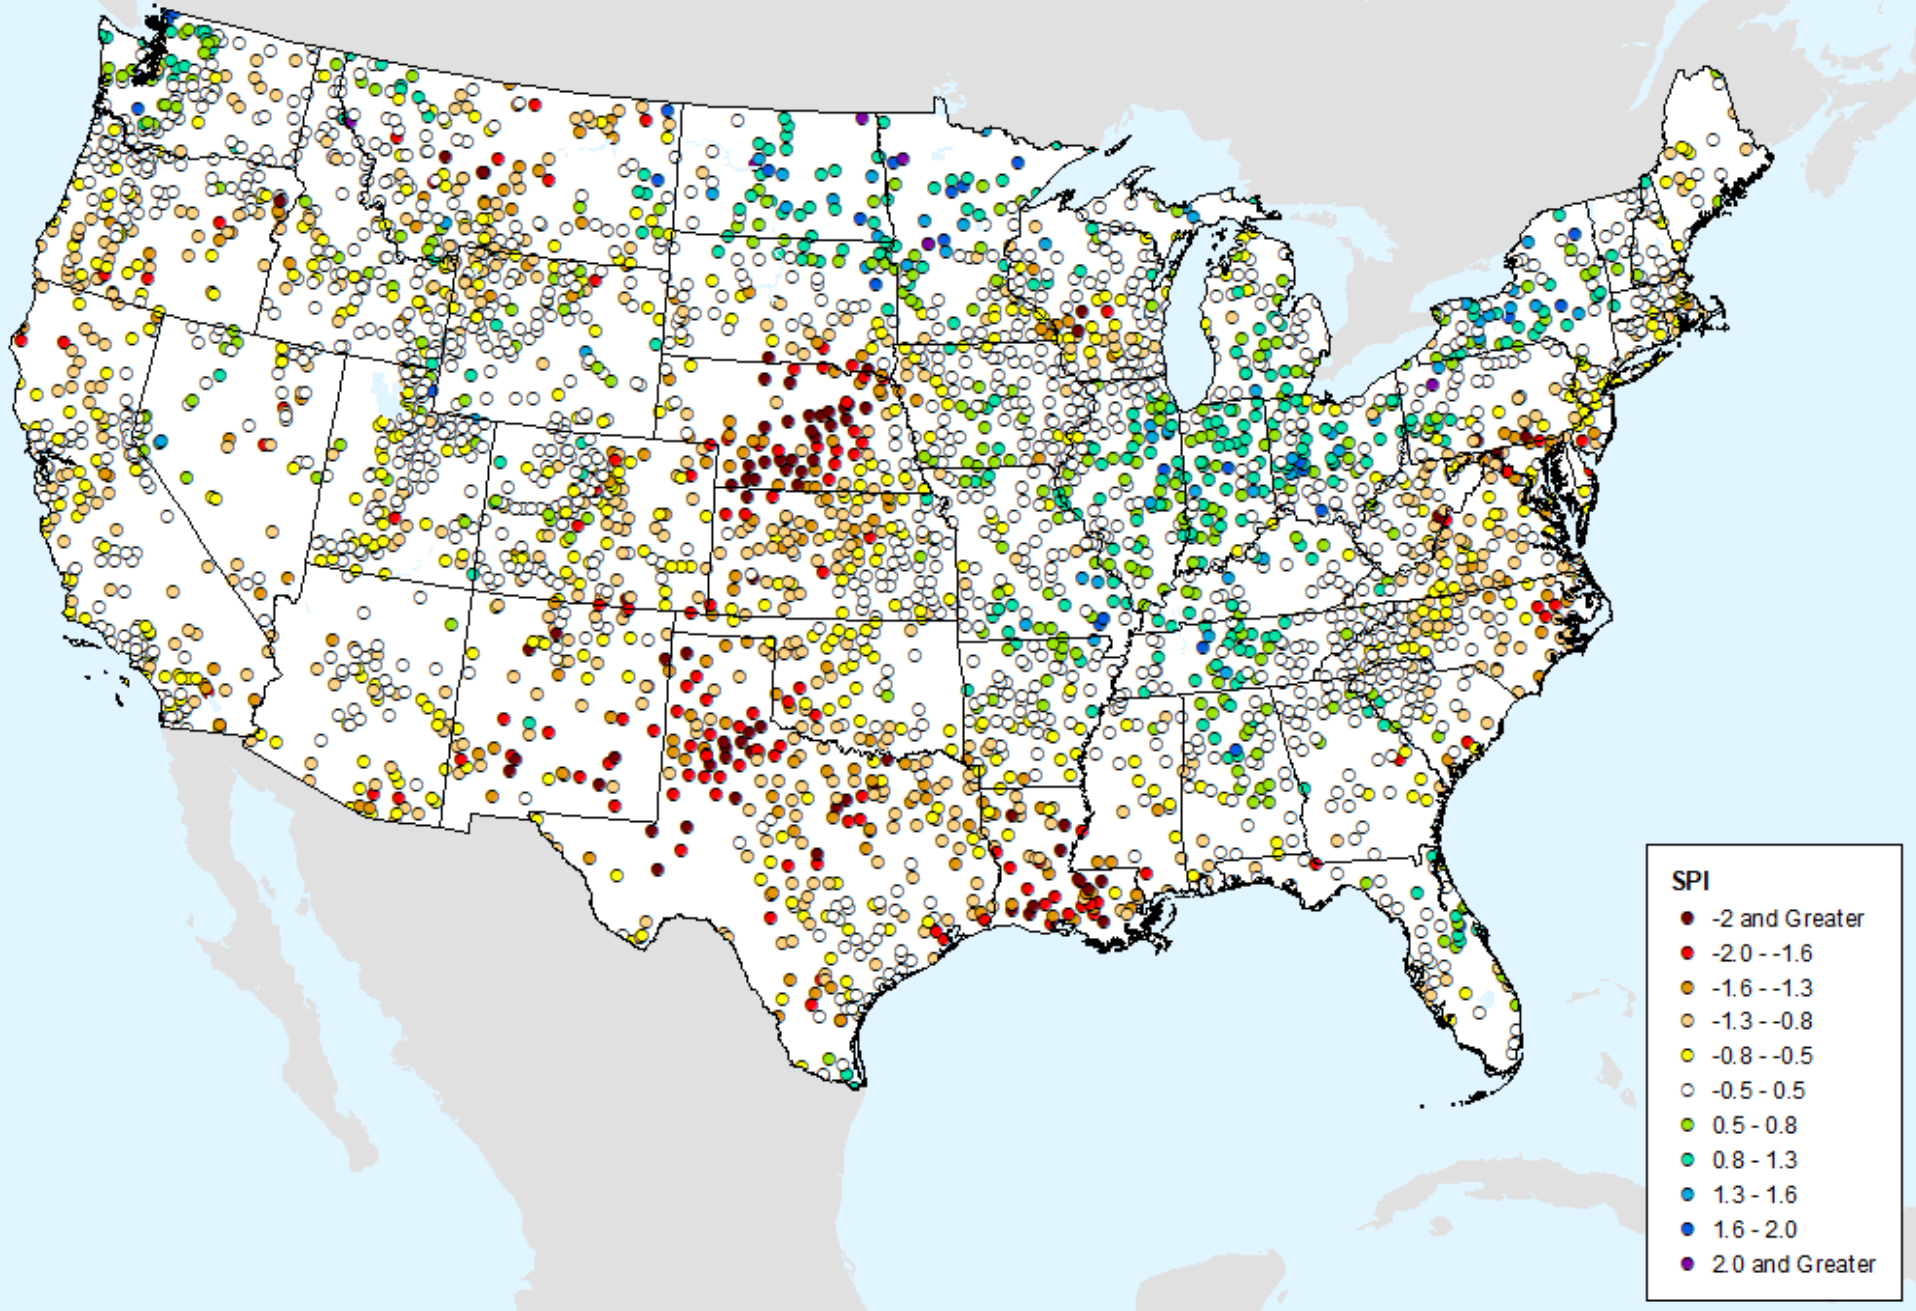 SPI
-2 and Greater
-2.0 - -1.6
-1.6 - -1.3
-1.3 - -0.8
-0.8 - -0.5
-0.5 - 0.5
0.5 - 0.8
0.8 - 1.3
1.3 - 1.6
1.6 - 2.0
2.0 and Greater